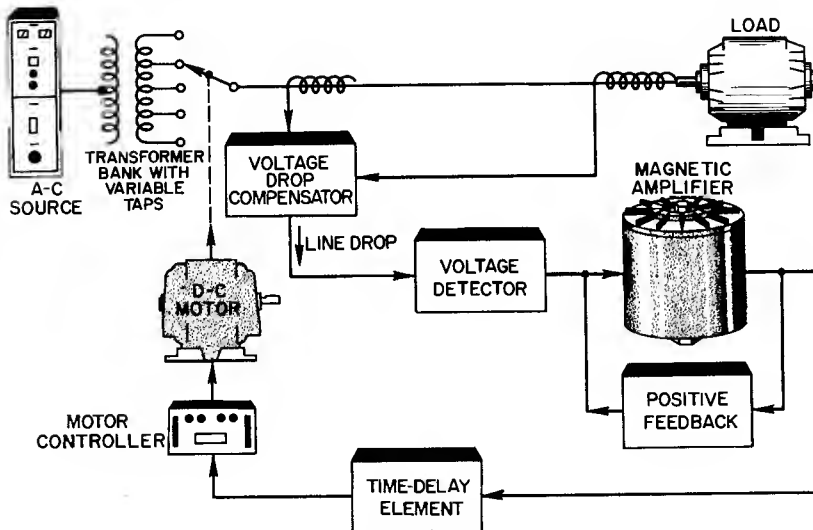 LOAD
A-C
SOURCE
TRANSFORMER
BANK WITH
VARIABLE
TAPS
VOLTAGE
DROP
COMPENSATOR
MAGNETIC
AMPLIFIER
LINE DROP
VOLTAGE
DETECTOR
D-C
MOTOR
POSITIVE
FEEDBACK
MOTOR
CONTROLLER
TIME-DELAY
ELEMENT